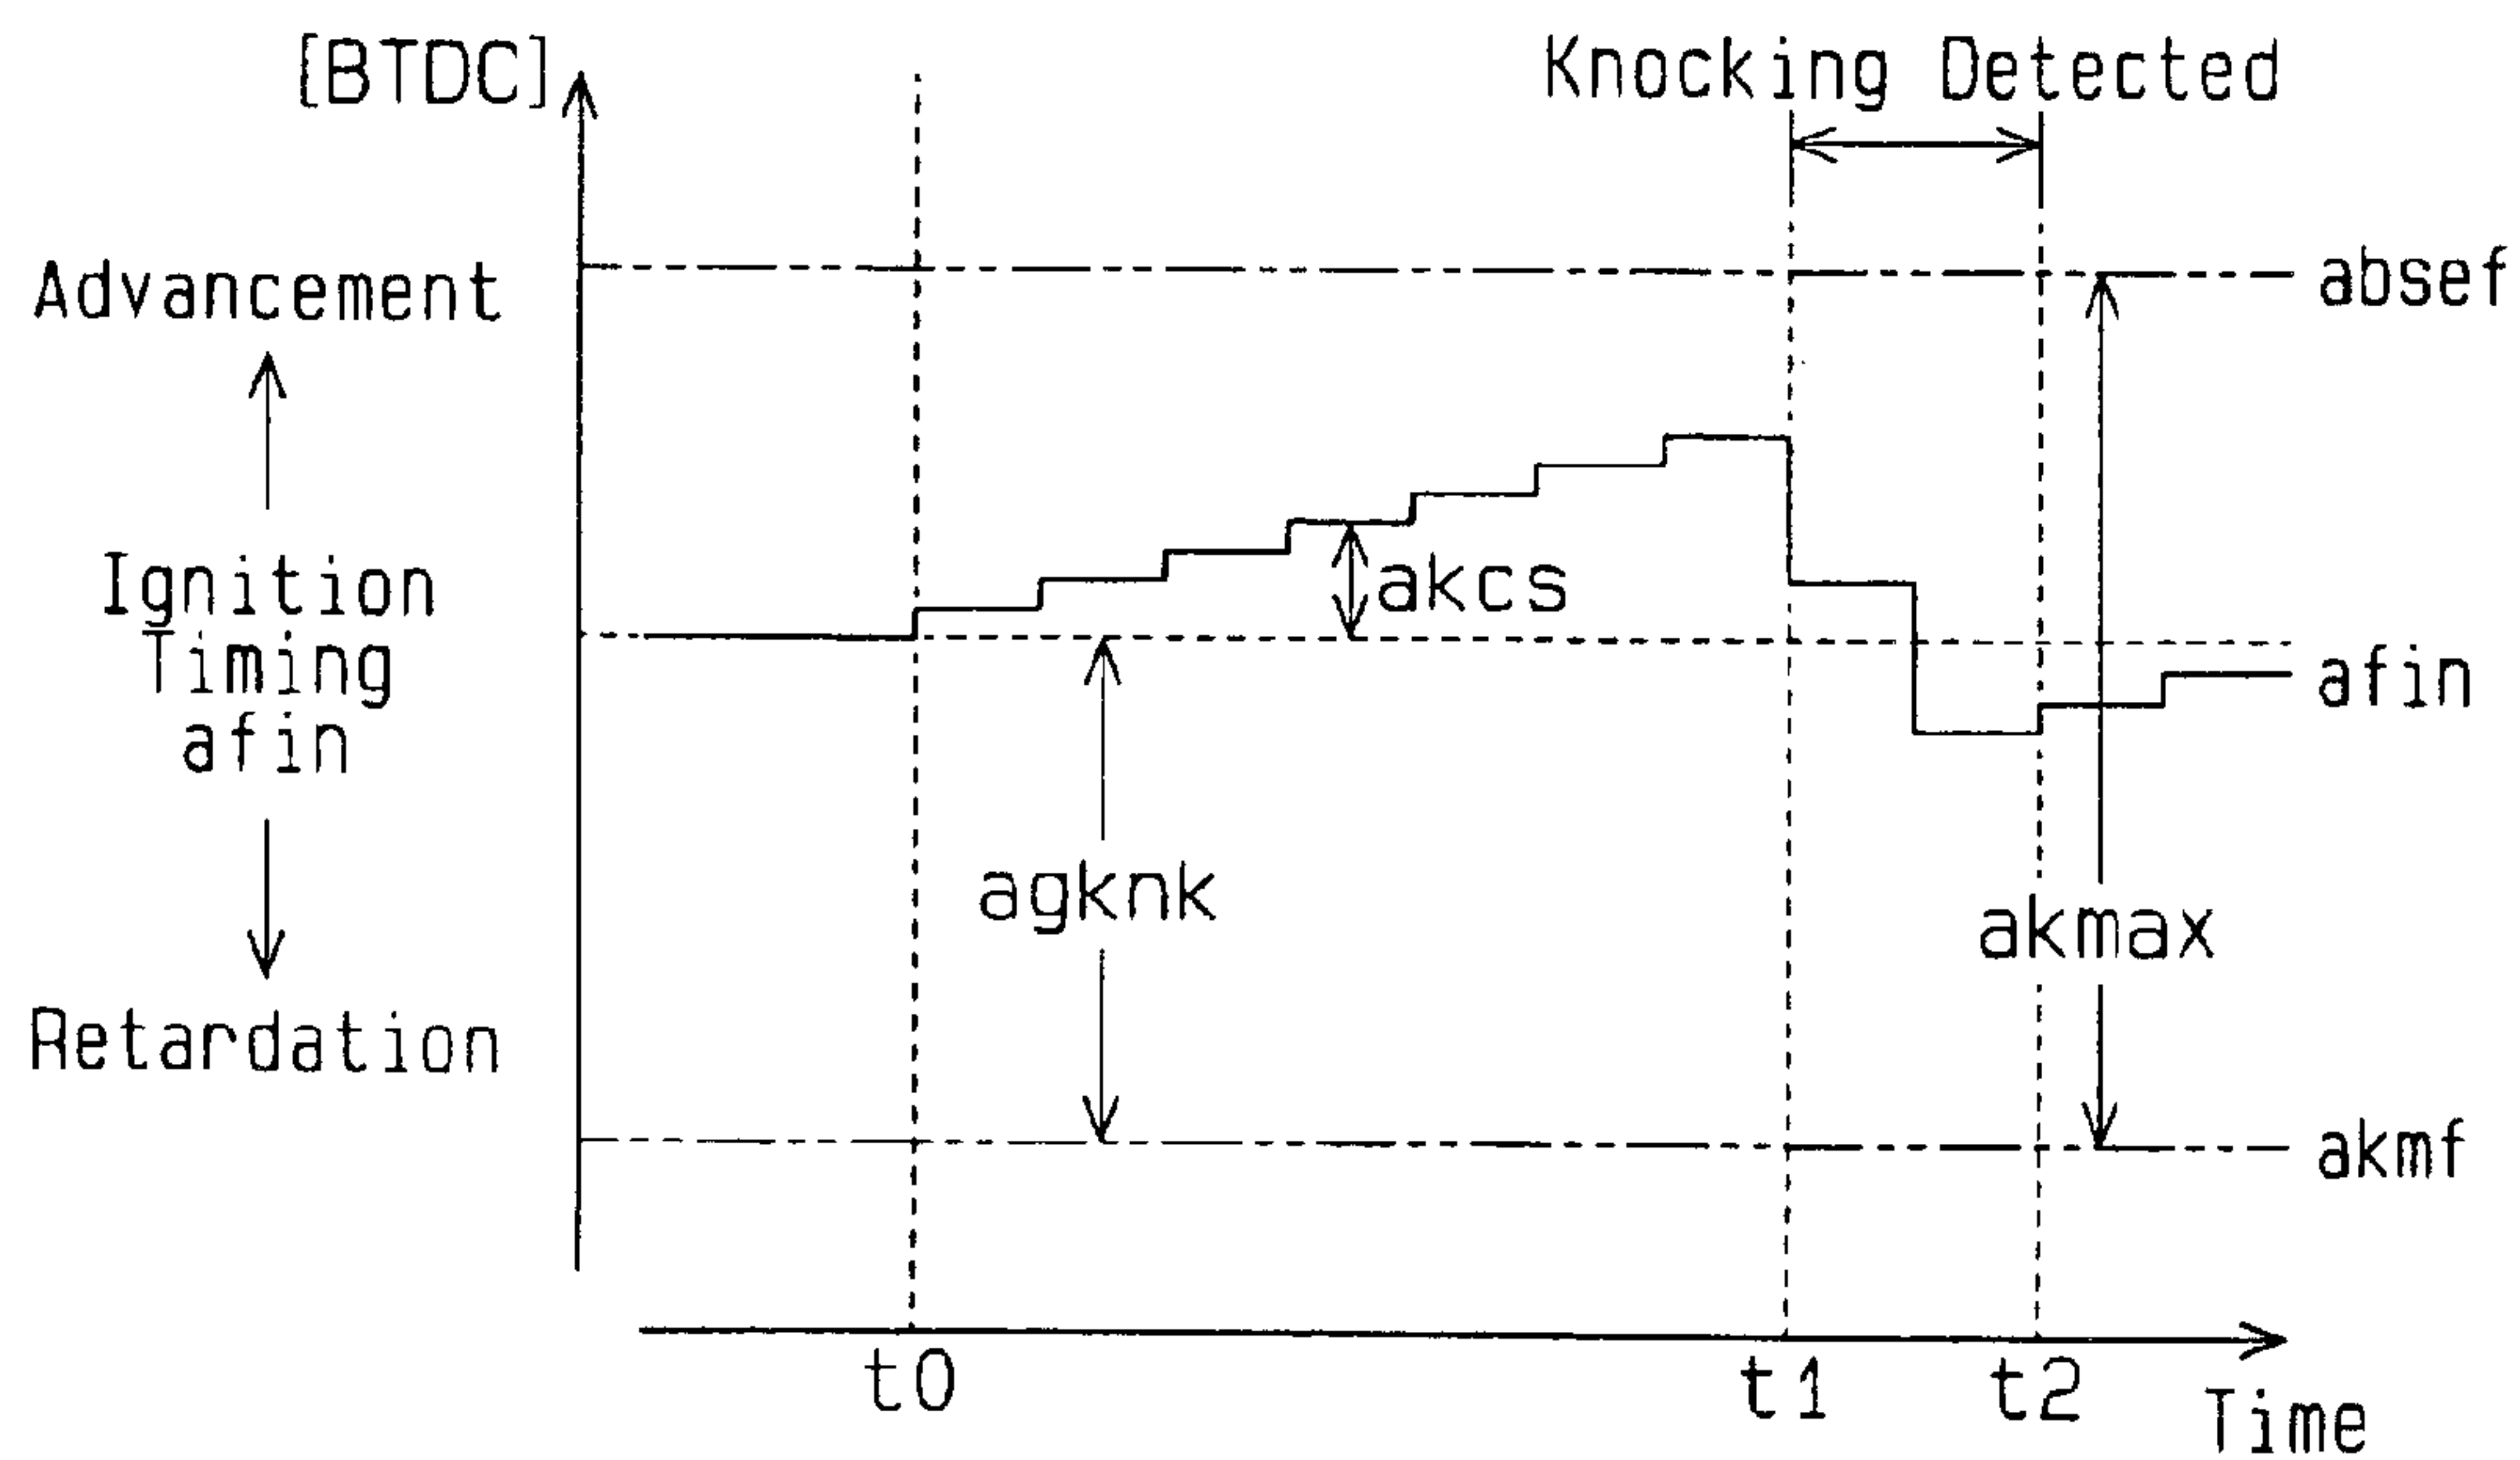 [BTDC]
Knocking Detected
Advancement
absef
Ignition
Timing
afin
akcs
afin
agknk
akmax
Retardation
akmf
t0
t1
t2
Time